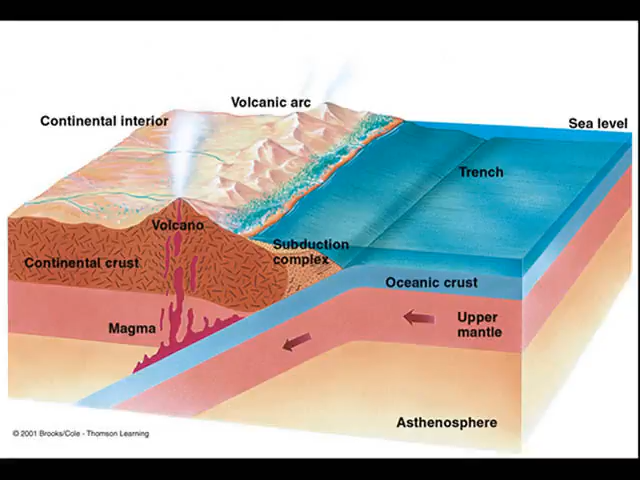 Volcanic arc
Continental interior
Sea level
Trench
Volcano
Subduction
complex
Continental crust
Oceanic crust
Magma
Upper
mantle
Asthenosphere
© 2001 Brooks/Cole - Thomson Learning